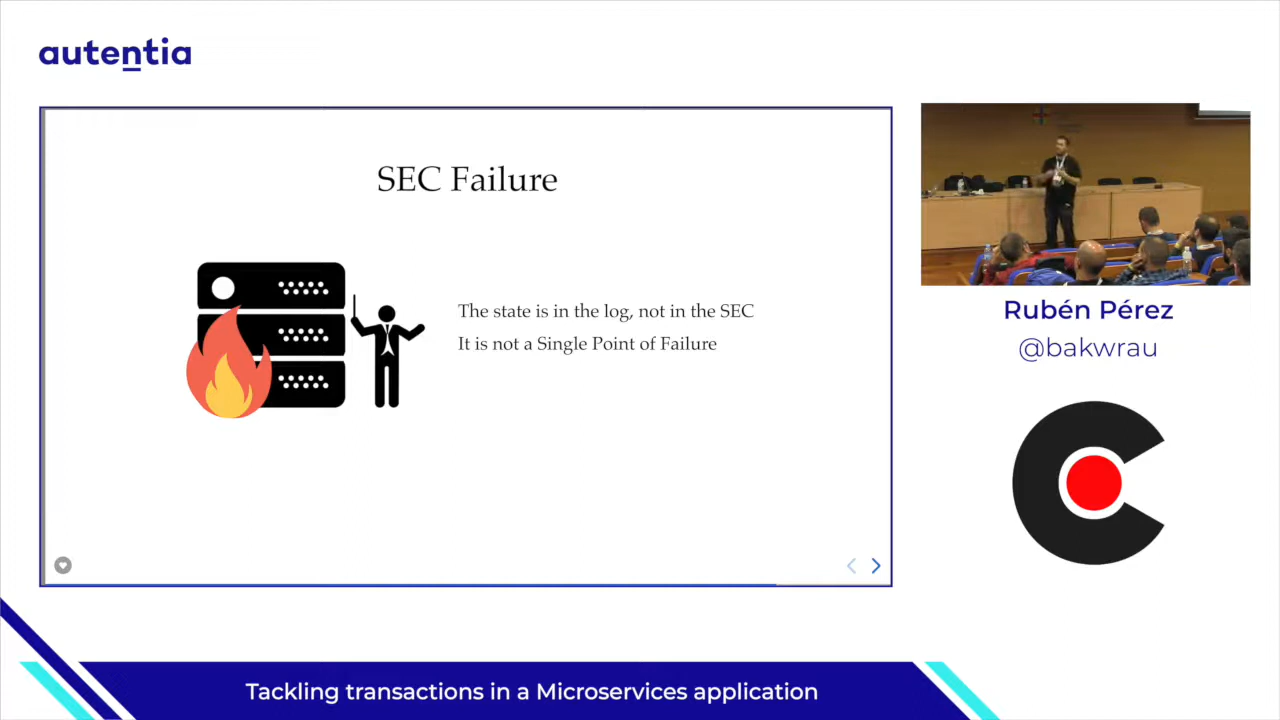 autentia
SEC Failure
The state is in the log, not in the SEC
It is not a Single Point of Failure
Rubén Pérez
@bakwrau
Tackling transactions in a Microservices application